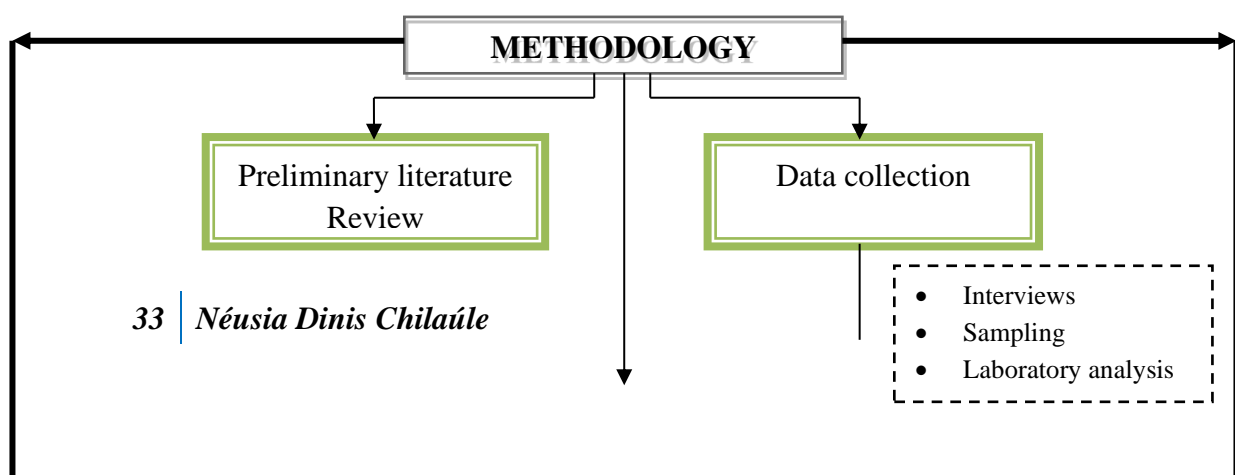 METHODOLOGY
Preliminary literature
Review
Data collection
33 Néusia Dinis Chilaúle
• Interviews
• Sampling
• Laboratory analysis